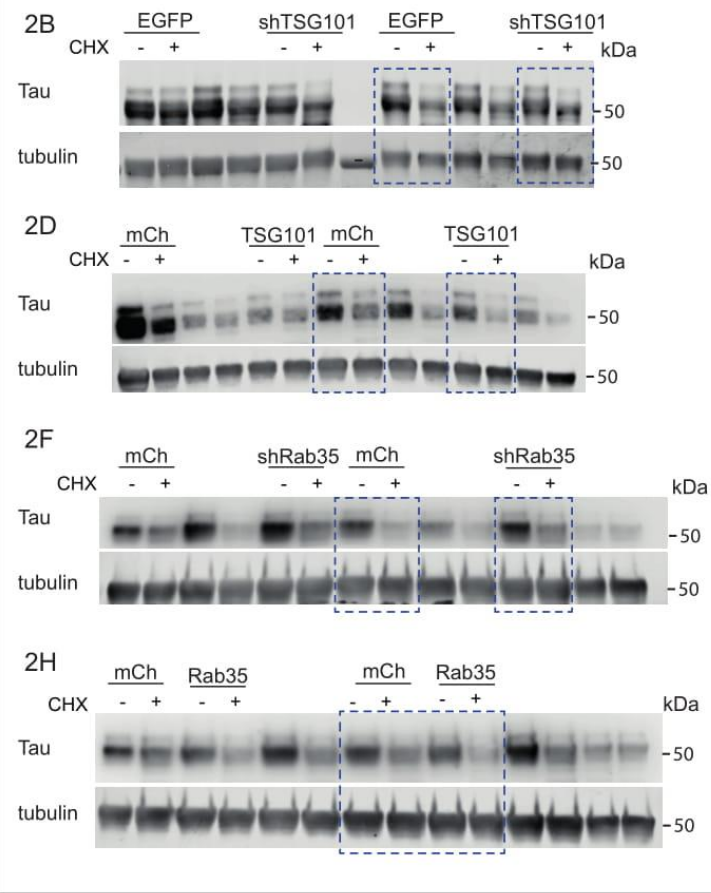 2B
EGFP shTSG101 EGFP shTSG101
CHX - + - + - + - + kDa
Tau
-50
tubulin
-50
2D
mCh TSG101 mCh TSG101
CHX - + - + - + - + kDa
Tau
-50
tubulin
-50
2F
mCh shRab35 mCh shRab35
CHX - + - + - + - + kDa
Tau
-50
tubulin
-50
2H
mCh Rab35 mCh Rab35
CHX - + - + - + - + kDa
Tau
-50
tubulin
-50